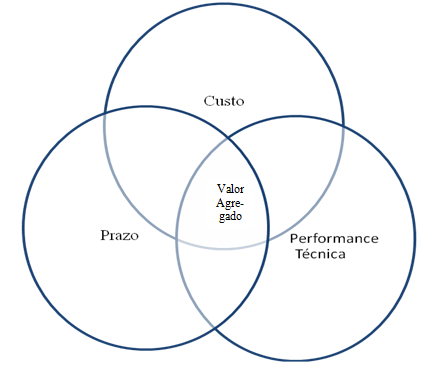 Custo
Valor
Agre-
gado
Prazo
Performance
Técnica